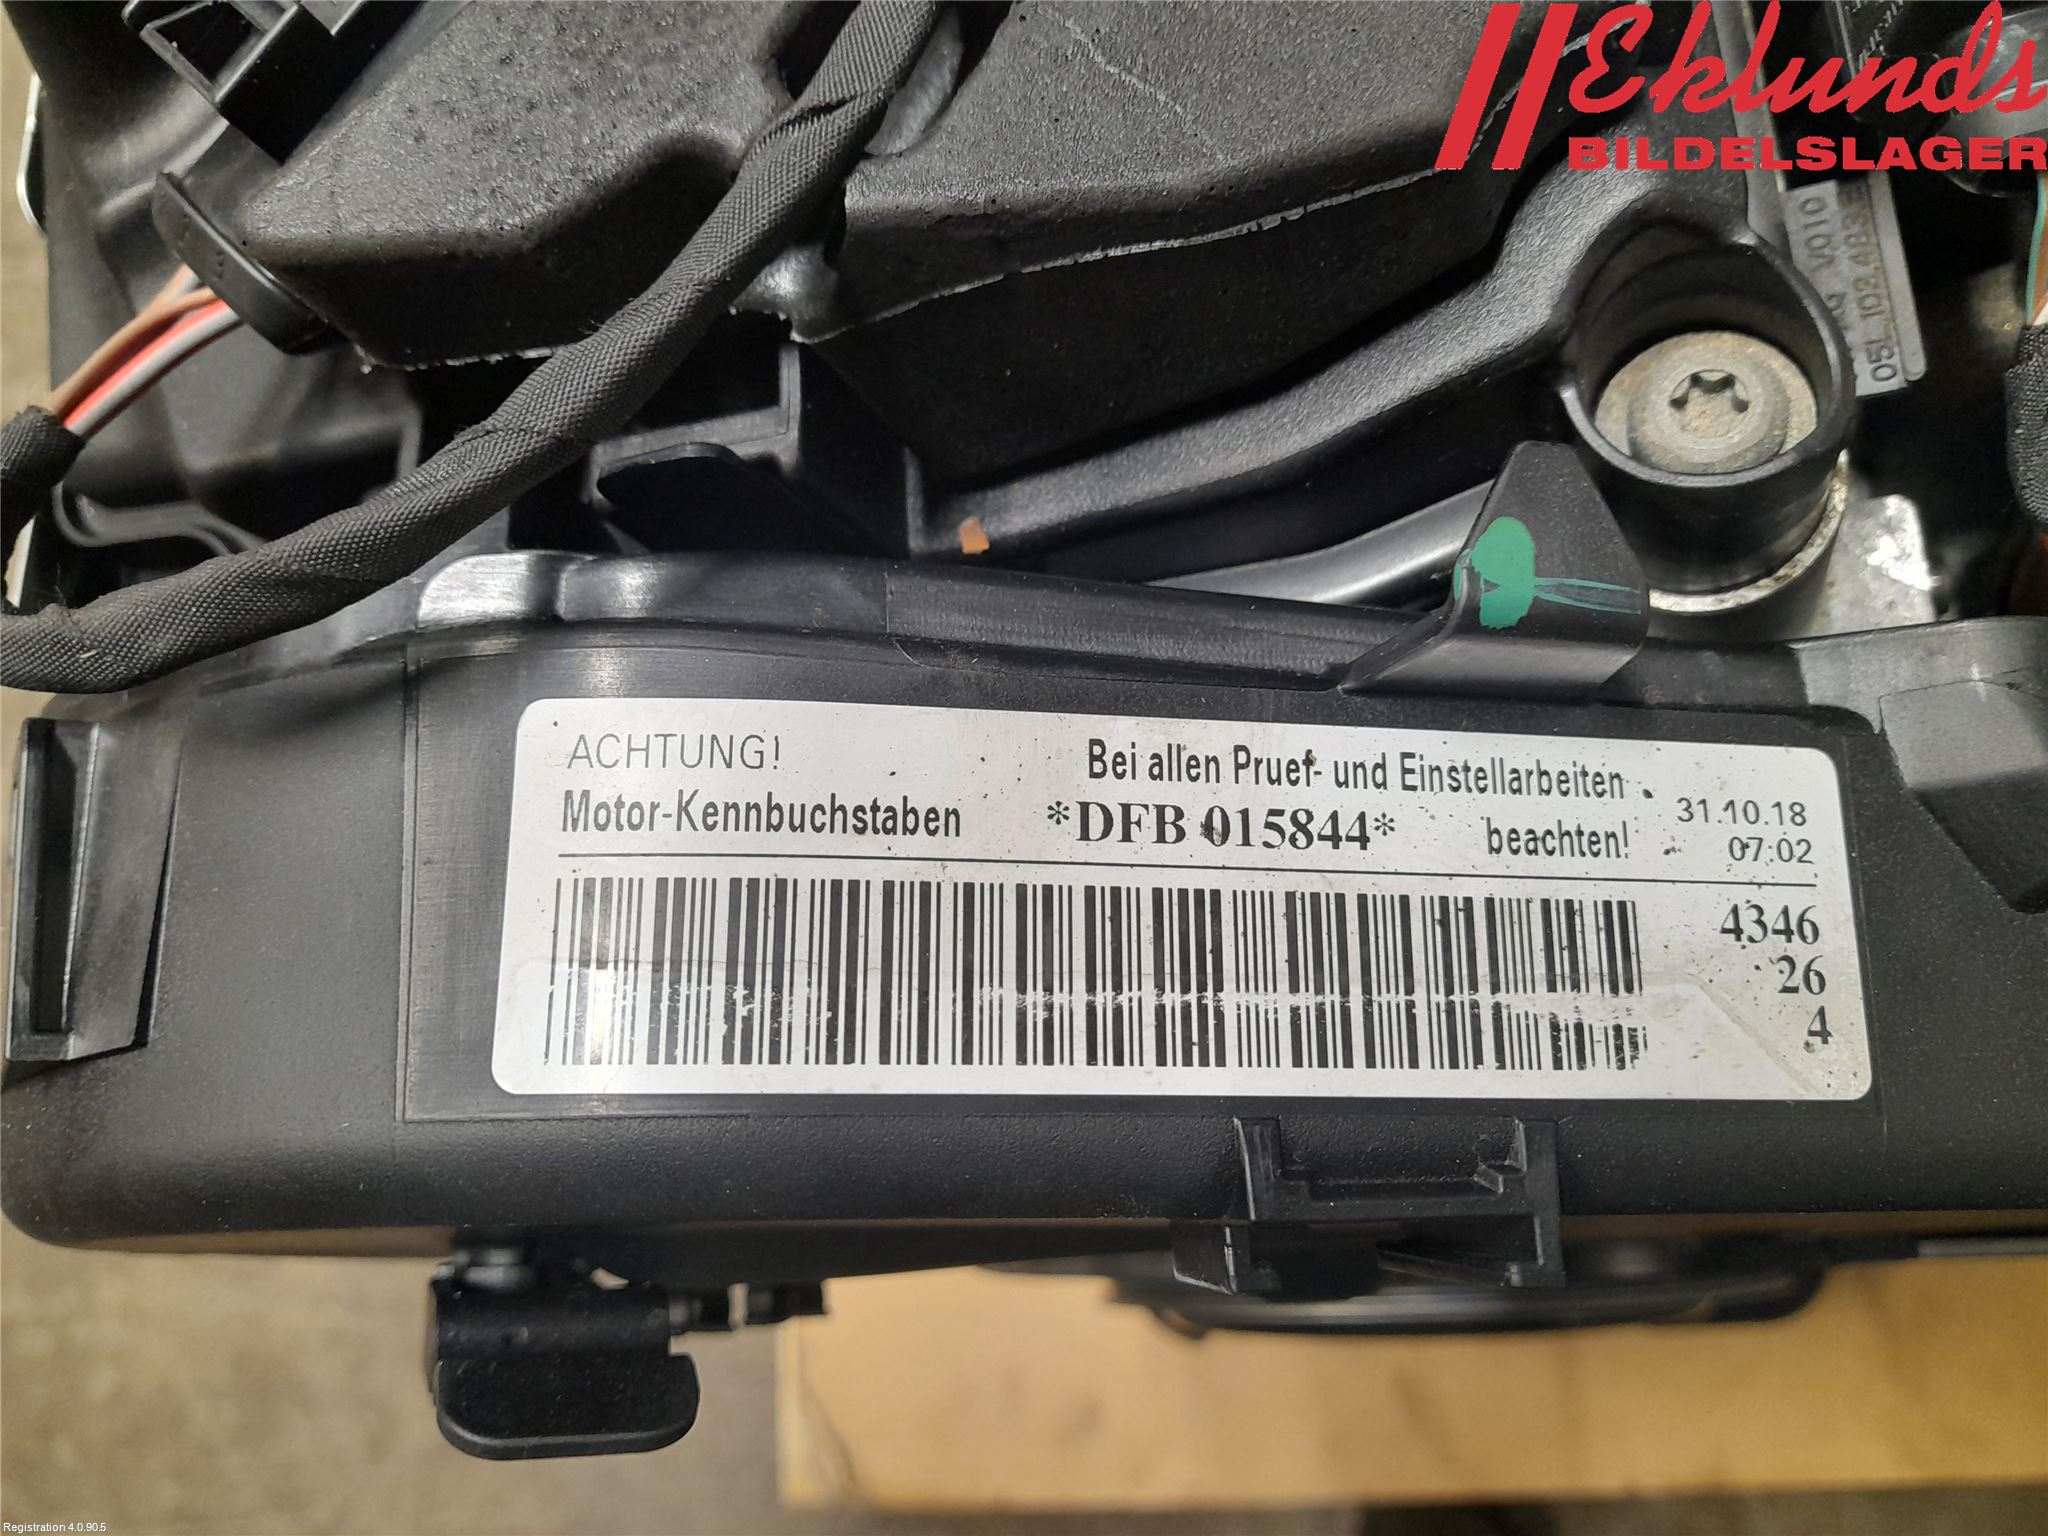 Eklunds
BILDELSLAGER
V010
ACHTUNG!
Bei allen Pruef- und Einstellarbeiten
Motor-Kennbuchstaben
*DFB 015844*
beachten!
31.10.18
07:02
4346
26
4
Registration 4.0.90.5